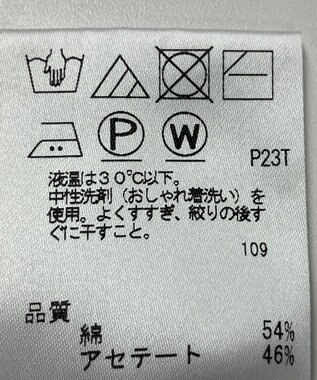 P W P23T
液温は30℃以下。
中性洗剤（おしゃれ着洗い）を
使用。よくすすぎ、絞りの後す
ぐに干すこと。
109
品質
綿 54%
アセテート 46%